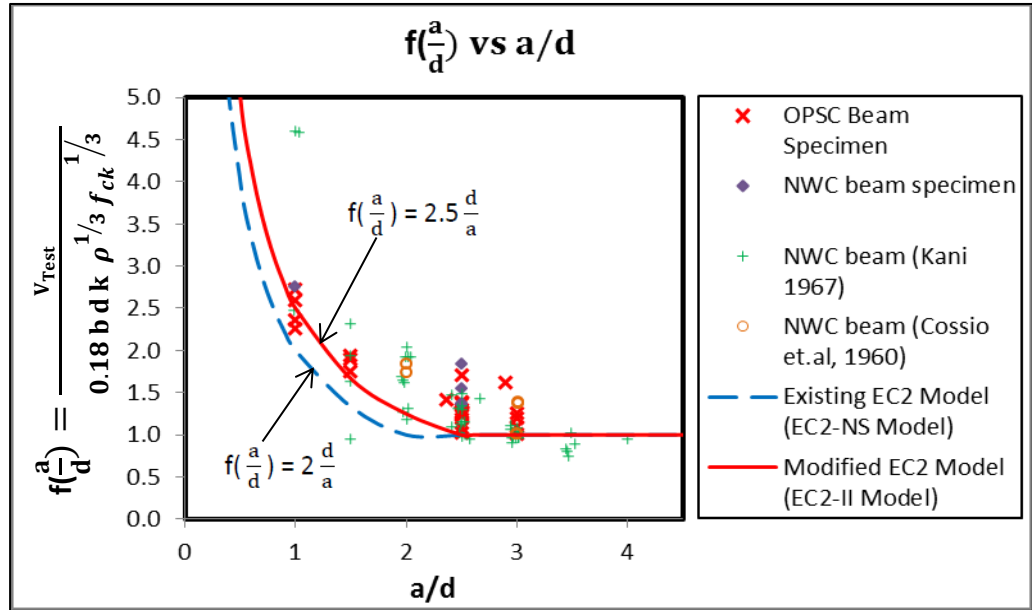 f(a/d) vs a/d
f(a/d) = V_Test / 0.18 b d k ρ^1/3 f_ck^1/3
5.0
4.5
4.0
3.5
3.0
2.5
2.0
1.5
1.0
0.5
0.0
0
1
2
3
4
a/d
f(a/d) = 2.5 d/a
f(a/d) = 2 d/a
OPSC Beam
Specimen
NWC beam specimen
NWC beam (Kani
1967)
NWC beam (Cossio
et.al, 1960)
Existing EC2 Model
(EC2-NS Model)
Modified EC2 Model
(EC2-II Model)